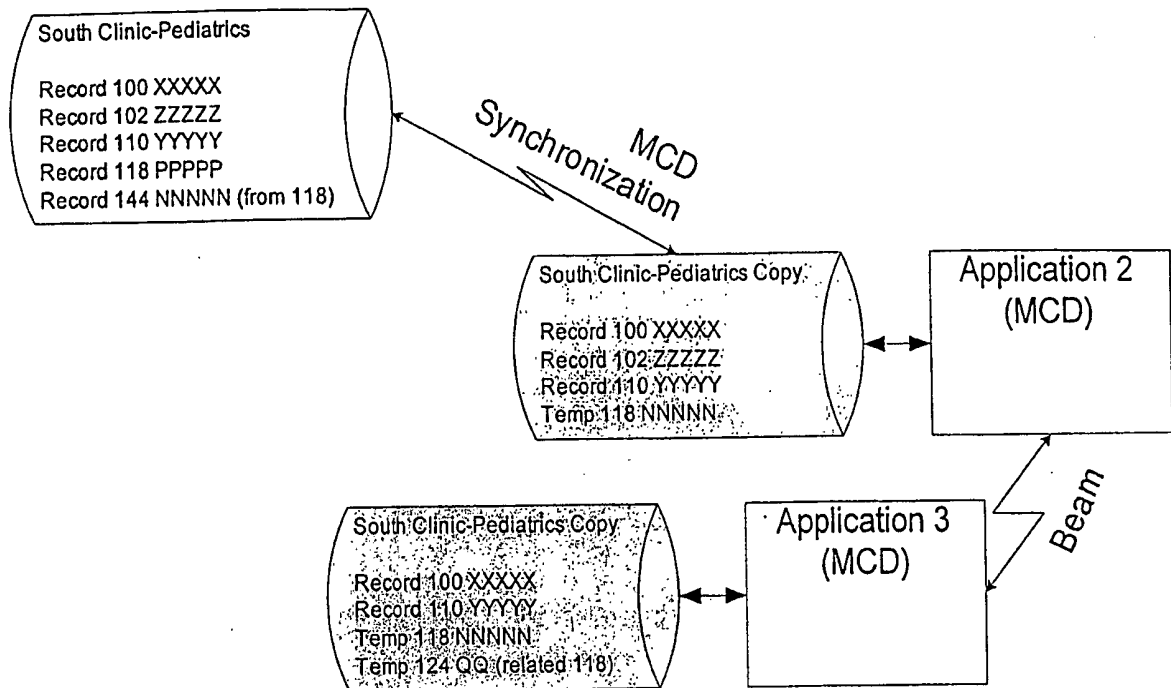 South Clinic-Pediatrics
Record 100 XXXXX
Record 102 ZZZZZ
Record 110 YYYYY
Record 118 PPPPP
Record 144 NNNNN (from 118)
MCD
Synchronization
South Clinic-Pediatrics Copy
Record 100 XXXXX
Record 102 ZZZZZ
Record 110 YYYYY
Temp 118 NNNNN
Application 2
(MCD)
Beam
South Clinic-Pediatrics Copy
Record 100 XXXXX
Record 110 YYYYY
Temp 118 NNNNN
Temp 124 QQ (related 118)
Application 3
(MCD)